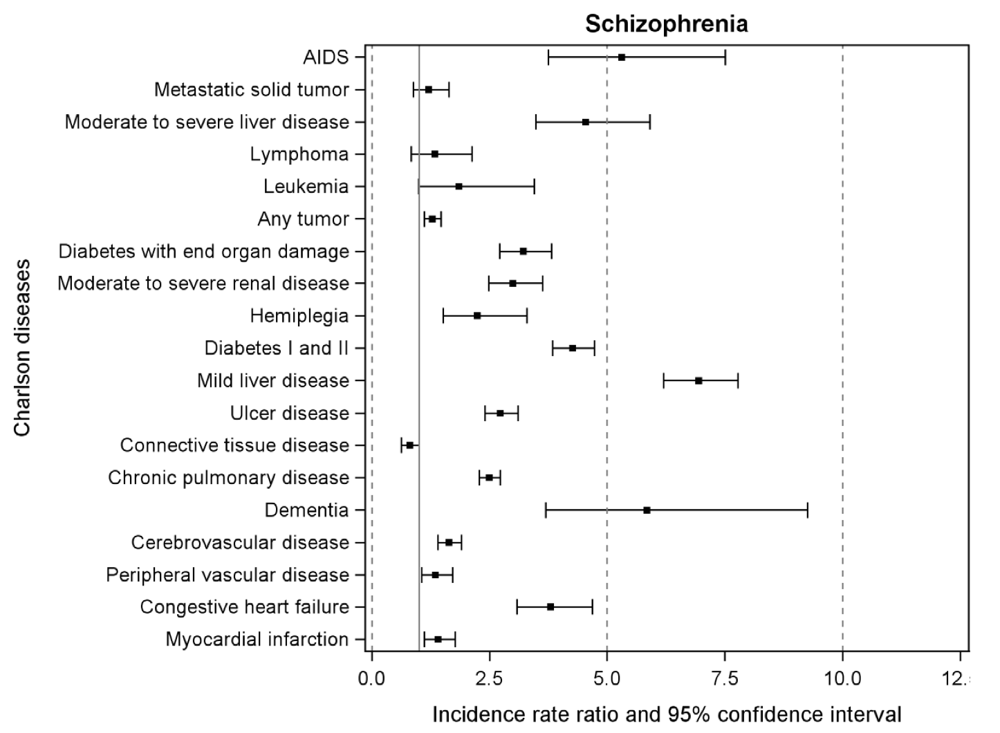 Schizophrenia
AIDS
Metastatic solid tumor
Moderate to severe liver disease
Lymphoma
Leukemia
Any tumor
Diabetes with end organ damage
Moderate to severe renal disease
Hemiplegia
Diabetes I and II
Mild liver disease
Ulcer disease
Connective tissue disease
Chronic pulmonary disease
Dementia
Cerebrovascular disease
Peripheral vascular disease
Congestive heart failure
Myocardial infarction
Charlson diseases
0.0 2.5 5.0 7.5 10.0 12.
Incidence rate ratio and 95% confidence interval